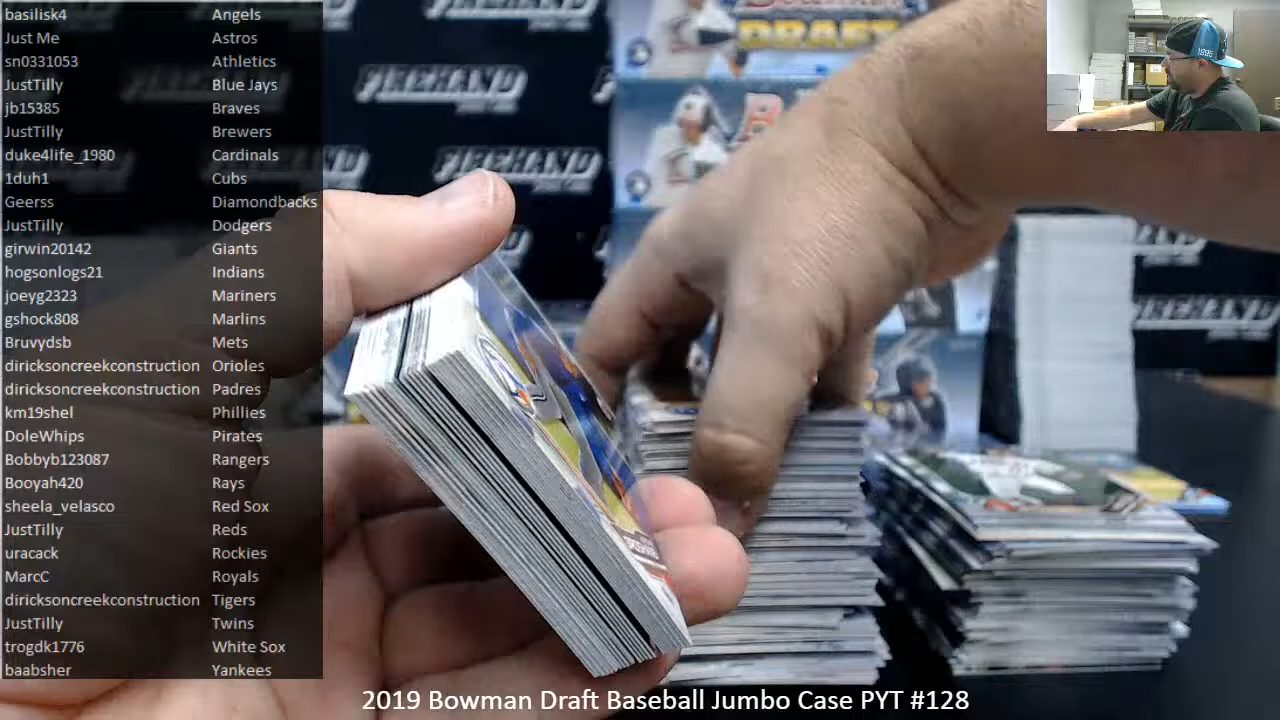 basilisk4 Angels
Just Me Astros
sn0331053 Athletics
JustTilly Blue Jays
jb15385 Braves
JustTilly Brewers
duke4life_1980 Cardinals
1duh1 Cubs
Geerss Diamondbacks
JustTilly Dodgers
girwin20142 Giants
hogsonlogs21 Indians
joeyg2323 Mariners
gshock808 Marlins
Bruvydsb Mets
diricksoncreekconstruction Orioles
diricksoncreekconstruction Padres
km19shel Phillies
DoleWhips Pirates
Bobbyb123087 Rangers
Booyah420 Rays
sheela_velasco Red Sox
JustTilly Reds
uracack Rockies
MarcC Royals
diricksoncreekconstruction Tigers
JustTilly Twins
trogdk1776 White Sox
baabsher Yankees
DRAFT
FIREHAND
FIREHAND
2019 Bowman Draft Baseball Jumbo Case PYT #128